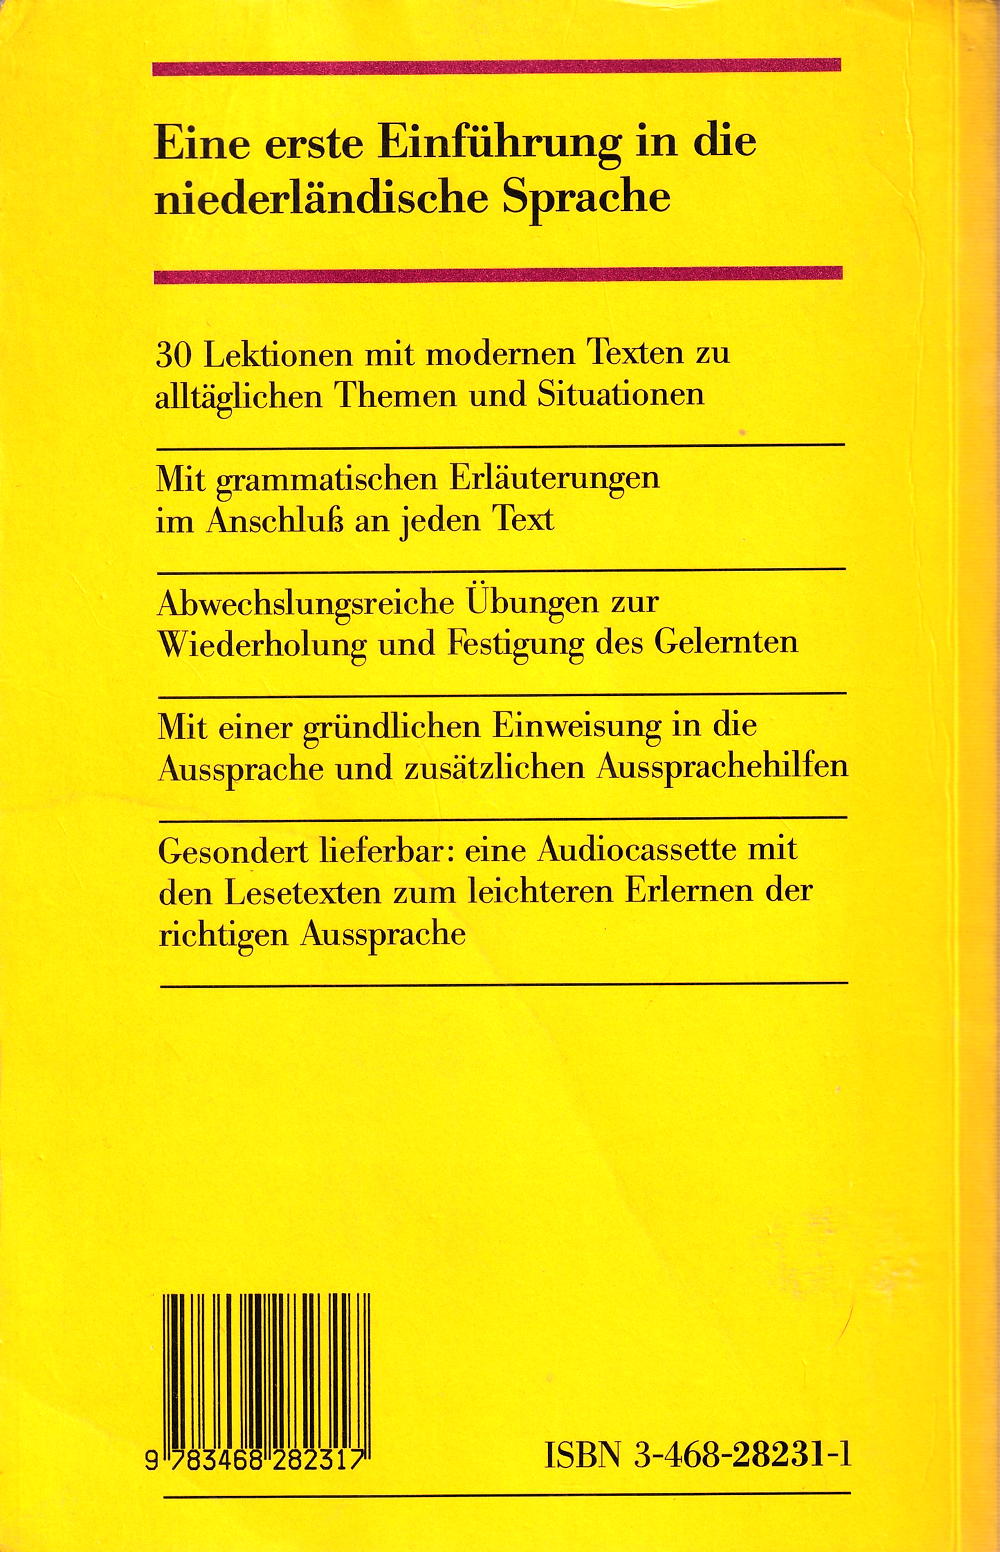 Eine erste Einführung in die
niederländische Sprache
30 Lektionen mit modernen Texten zu
alltäglichen Themen und Situationen
Mit grammatischen Erläuterungen
im Anschluß an jeden Text
Abwechslungsreiche Übungen zur
Wiederholung und Festigung des Gelernten
Mit einer gründlichen Einweisung in die
Aussprache und zusätzlichen Aussprachehilfen
Gesondert lieferbar: eine Audiocassette mit
den Lesetexten zum leichteren Erlernen der
richtigen Aussprache
9 783468 282317
ISBN 3-468-28231-1